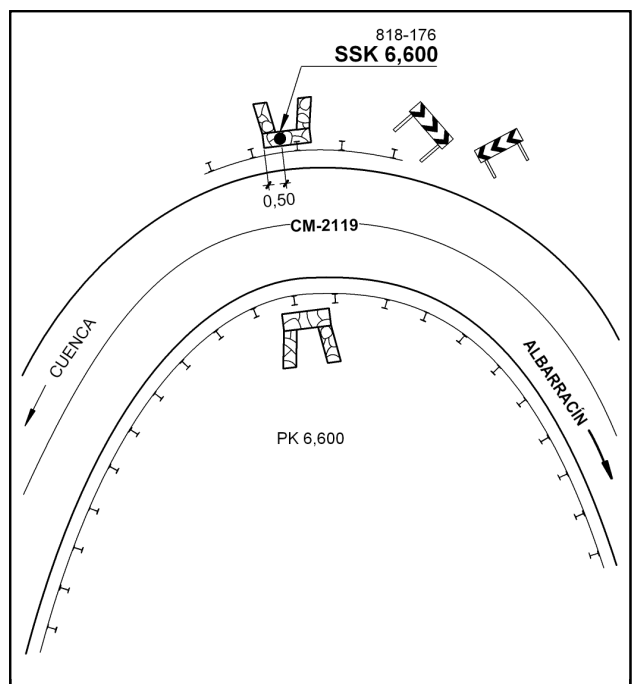 818-176
SSK 6,600
0,50
CM-2119
CUENCA
ALBARRACÍN
PK 6,600